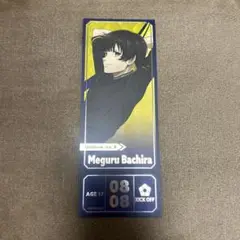 Meguru Bachira
AGE 17
08
08
KICK OFF